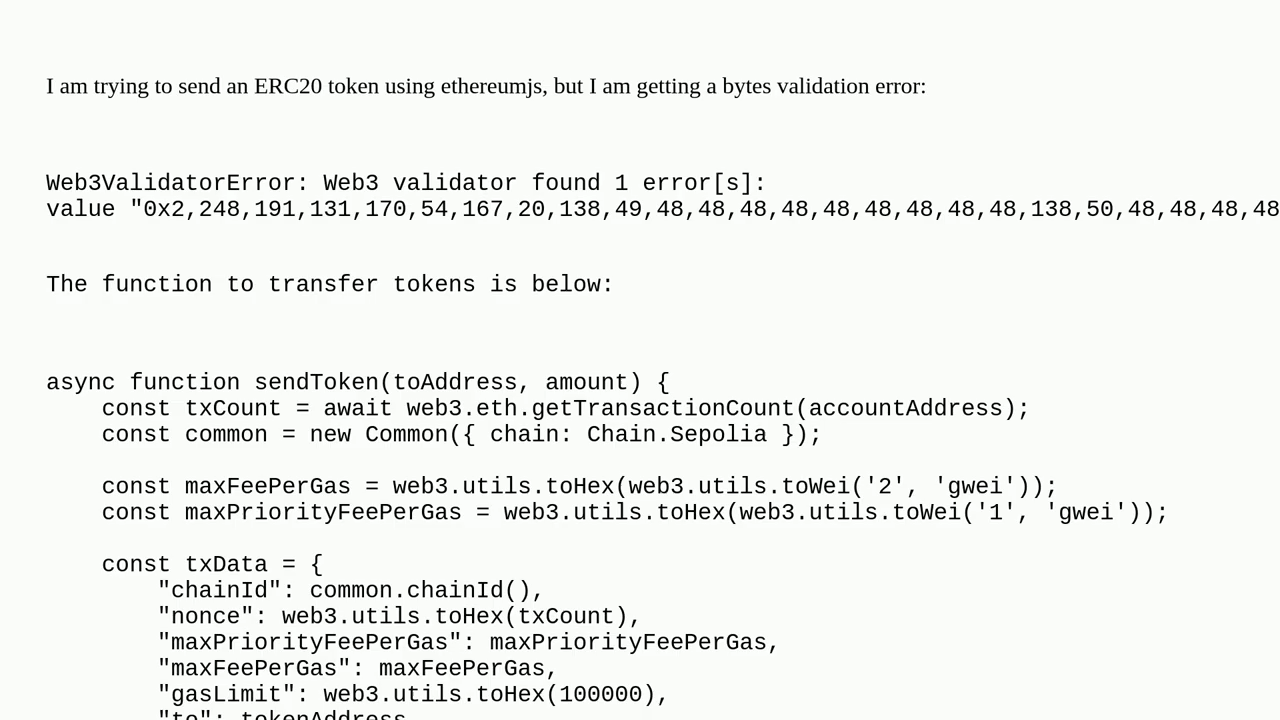 I am trying to send an ERC20 token using ethereumjs, but I am getting a bytes validation error:
Web3ValidatorError: Web3 validator found 1 error[s]:
value "0x2,248,191,131,170,54,167,20,138,49,48,48,48,48,48,48,48,48,48,138,50,48,48,48,48
The function to transfer tokens is below:
async function sendToken(toAddress, amount) {
    const txCount = await web3.eth.getTransactionCount(accountAddress);
    const common = new Common({ chain: Chain.Sepolia });
    const maxFeePerGas = web3.utils.toHex(web3.utils.toWei('2', 'gwei'));
    const maxPriorityFeePerGas = web3.utils.toHex(web3.utils.toWei('1', 'gwei'));
    const txData = {
        "chainId": common.chainId(),
        "nonce": web3.utils.toHex(txCount),
        "maxPriorityFeePerGas": maxPriorityFeePerGas,
        "maxFeePerGas": maxFeePerGas,
        "gasLimit": web3.utils.toHex(100000),
        "to": tokenAddress